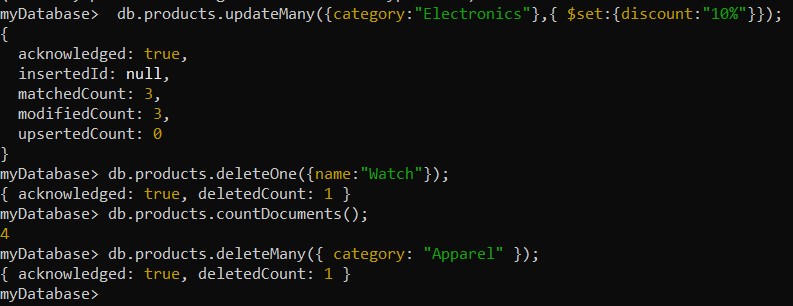 myDatabase>  db.products.updateMany({category:"Electronics"},{ $set:{discount:"10%"}});
{
  acknowledged: true,
  insertedId: null,
  matchedCount: 3,
  modifiedCount: 3,
  upsertedCount: 0
}
myDatabase> db.products.deleteOne({name:"Watch"});
{ acknowledged: true, deletedCount: 1 }
myDatabase> db.products.countDocuments();
4
myDatabase> db.products.deleteMany({ category: "Apparel" });
{ acknowledged: true, deletedCount: 1 }
myDatabase>